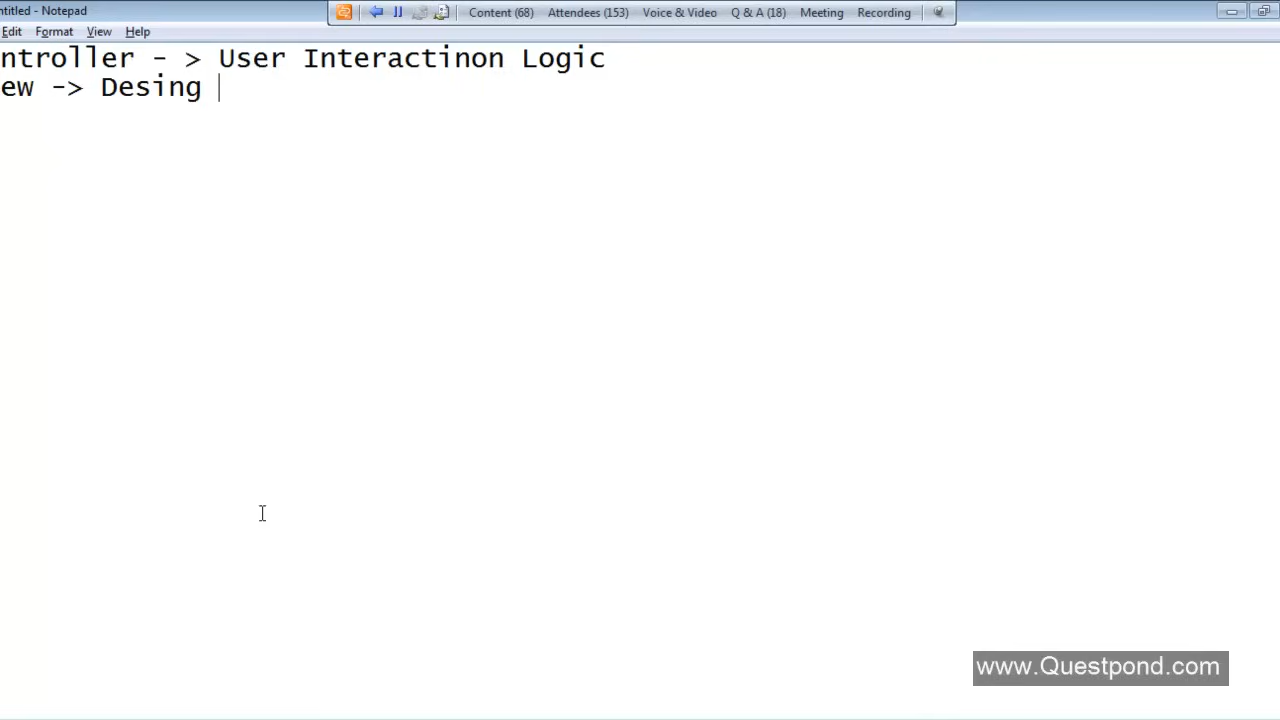 ntitled - Notepad
Content (68) Attendees (153) Voice & Video Q & A (18) Meeting Recording
Edit Format View Help
ntroller - > User Interactinon Logic
ew -> Desing
www.Questpond.com